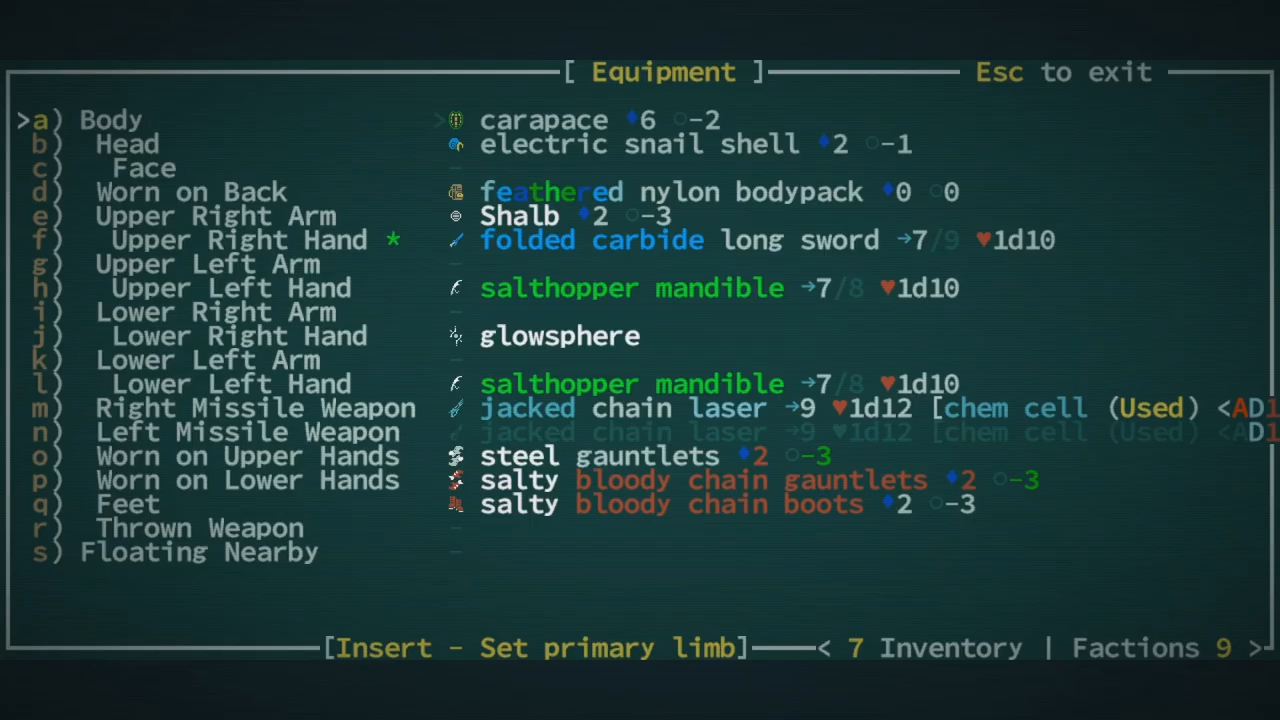 [ Equipment ] Esc to exit
>a) Body > carapace ♦6 ○-2
b) Head electric snail shell ♦2 ○-1
c) Face -
d) Worn on Back feathered nylon bodypack ♦0 ○0
e) Upper Right Arm Shalb ♦2 ○-3
f) Upper Right Hand * folded carbide long sword →7/9 ♥1d10
g) Upper Left Arm -
h) Upper Left Hand salthopper mandible →7/8 ♥1d10
i) Lower Right Arm -
j) Lower Right Hand glowsphere
k) Lower Left Arm -
l) Lower Left Hand salthopper mandible →7/8 ♥1d10
m) Right Missile Weapon jacked chain laser →9 ♥1d12 [chem cell (Used) <AD1
n) Left Missile Weapon jacked chain laser →9 ♥1d12 [chem cell (Used) <AD1
o) Worn on Upper Hands steel gauntlets ♦2 ○-3
p) Worn on Lower Hands salty bloody chain gauntlets ♦2 ○-3
q) Feet salty bloody chain boots ♦2 ○-3
r) Thrown Weapon -
s) Floating Nearby -
[Insert - Set primary limb] < 7 Inventory | Factions 9 >